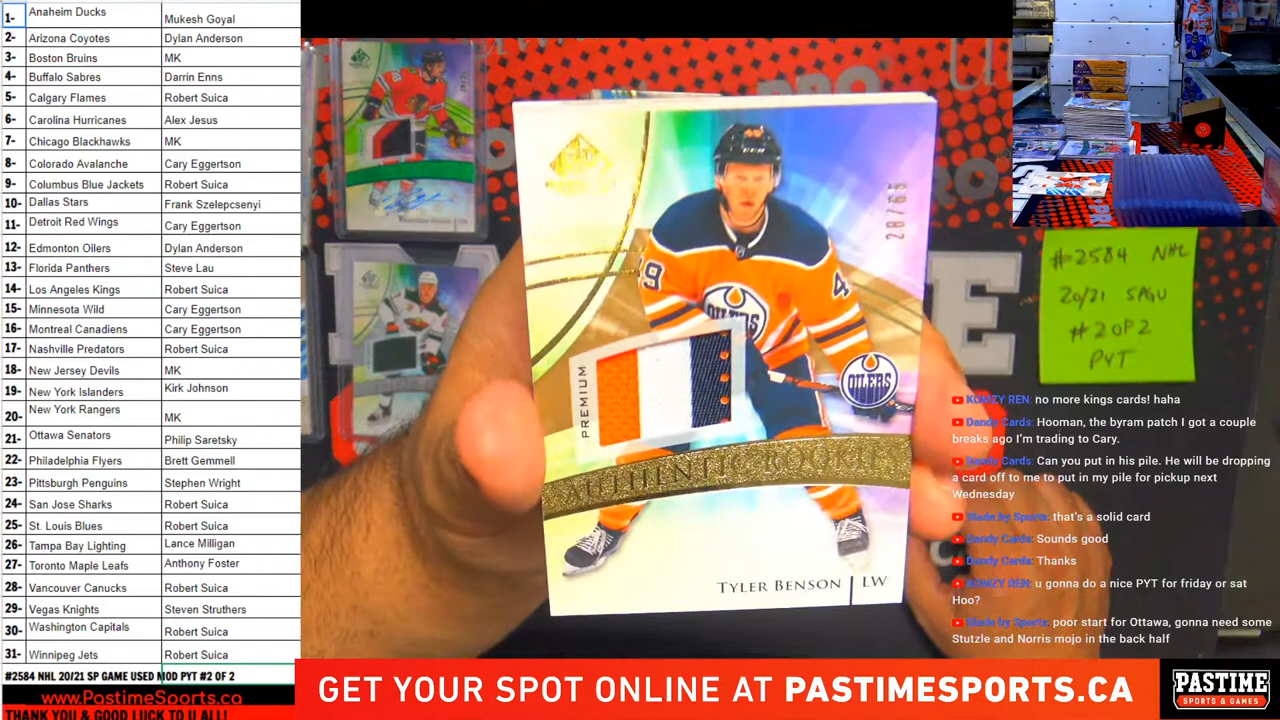 1- Anaheim Ducks Mukesh Goyal
2- Arizona Coyotes Dylan Anderson
3- Boston Bruins MK
4- Buffalo Sabres Darrin Enns
5- Calgary Flames Robert Suica
6- Carolina Hurricanes Alex Jesus
7- Chicago Blackhawks MK
8- Colorado Avalanche Cary Eggertson
9- Columbus Blue Jackets Robert Suica
10- Dallas Stars Frank Szelepcsenyi
11- Detroit Red Wings Cary Eggertson
12- Edmonton Oilers Dylan Anderson
13- Florida Panthers Steve Lau
14- Los Angeles Kings Robert Suica
15- Minnesota Wild Cary Eggertson
16- Montreal Canadiens Cary Eggertson
17- Nashville Predators Robert Suica
18- New Jersey Devils MK
19- New York Islanders Kirk Johnson
20- New York Rangers MK
21- Ottawa Senators Philip Saretsky
22- Philadelphia Flyers Brett Gemmell
23- Pittsburgh Penguins Stephen Wright
24- San Jose Sharks Robert Suica
25- St. Louis Blues Robert Suica
26- Tampa Bay Lighting Lance Milligan
27- Toronto Maple Leafs Anthony Foster
28- Vancouver Canucks Robert Suica
29- Vegas Knights Steven Struthers
30- Washington Capitals Robert Suica
31- Winnipeg Jets Robert Suica
#2584 NHL 20/21 SP GAME USED MOD PYT #2 OF 2
www.PastimeSports.ca
THANK YOU & GOOD LUCK TO U ALL!
28/65
49
OILERS
OILERS
PREMIUM
AUTHENTIC ROOKIE
TYLER BENSON | LW
#2584 NHL
20/21 SPGU
#2 OF 2
PYT
KOMZY REN: no more kings cards! haha
Dandy Cards: Hooman, the byram patch I got a couple
breaks ago I'm trading to Cary.
Dandy Cards: Can you put in his pile. He will be dropping
a card off to me to put in my pile for pickup next
Wednesday
Slade by Sports: that's a solid card
Dandy Cards: Sounds good
Dandy Cards: Thanks
KOMZY REN: u gonna do a nice PYT for friday or sat
Hoo?
Slade by Sports: poor start for Ottawa, gonna need some
Stutzle and Norris mojo in the back half
GET YOUR SPOT ONLINE AT PASTIMESPORTS.CA
PASTIME
SPORTS & GAMES